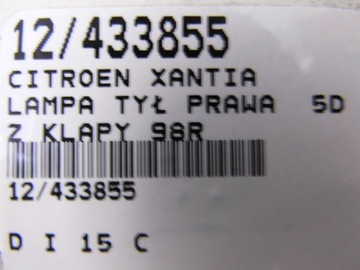 12/433855
CITROEN XANTIA
LAMPA TYŁ PRAWA 5D
Z KLAPY 98R
12/433855
D I 15 C